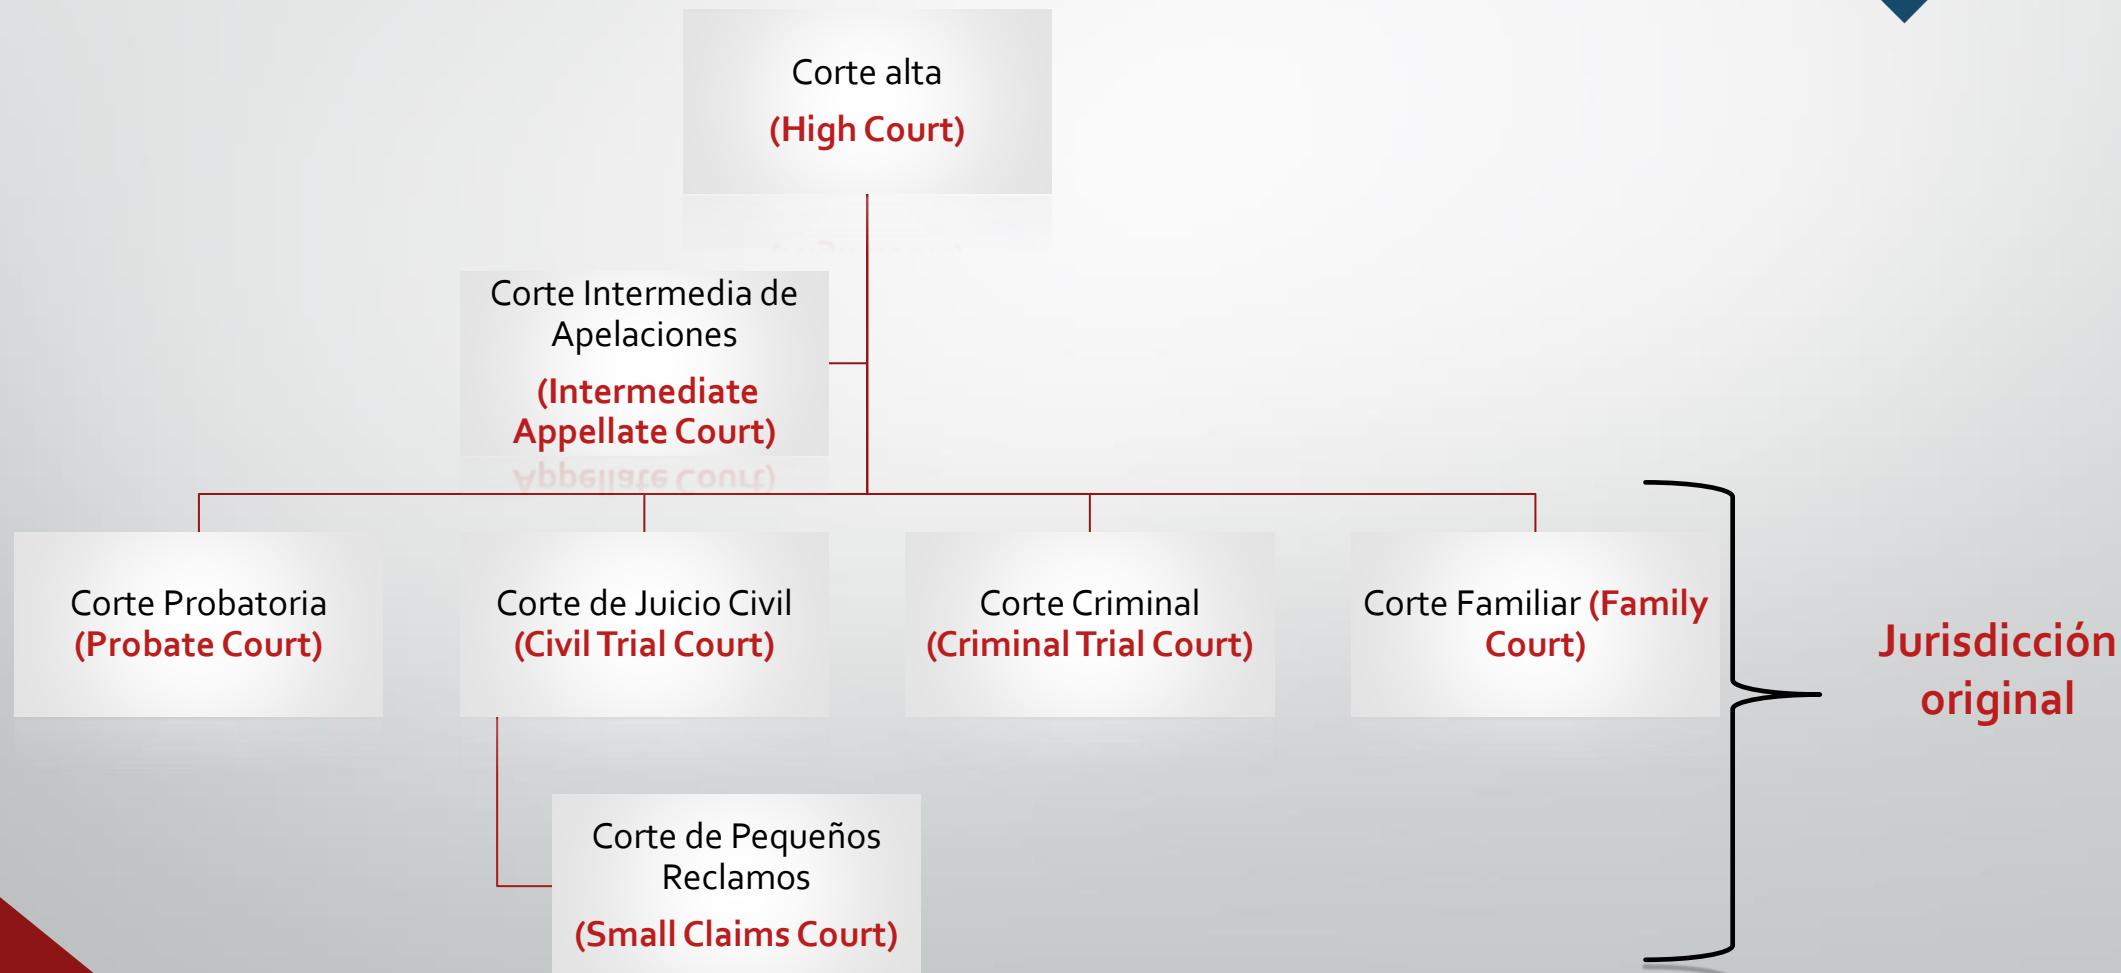 Corte alta
(High Court)
Corte Intermedia de
Apelaciones
(Intermediate
Appellate Court)
Corte Probatoria
(Probate Court)
Corte de Juicio Civil
(Civil Trial Court)
Corte Criminal
(Criminal Trial Court)
Corte Familiar (Family
Court)
Corte de Pequeños
Reclamos
(Small Claims Court)
Jurisdicción
original